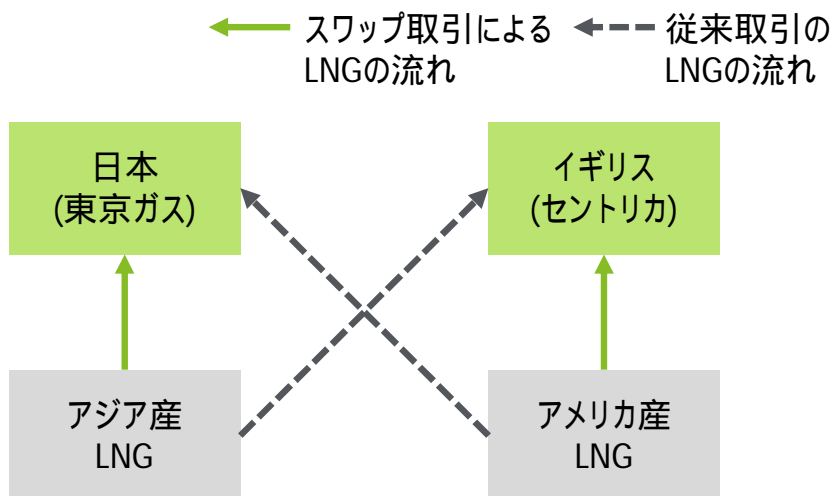 スワップ取引による
LNGの流れ
従来取引の
LNGの流れ
日本
(東京ガス)
イギリス
(セントリカ)
アジア産
LNG
アメリカ産
LNG